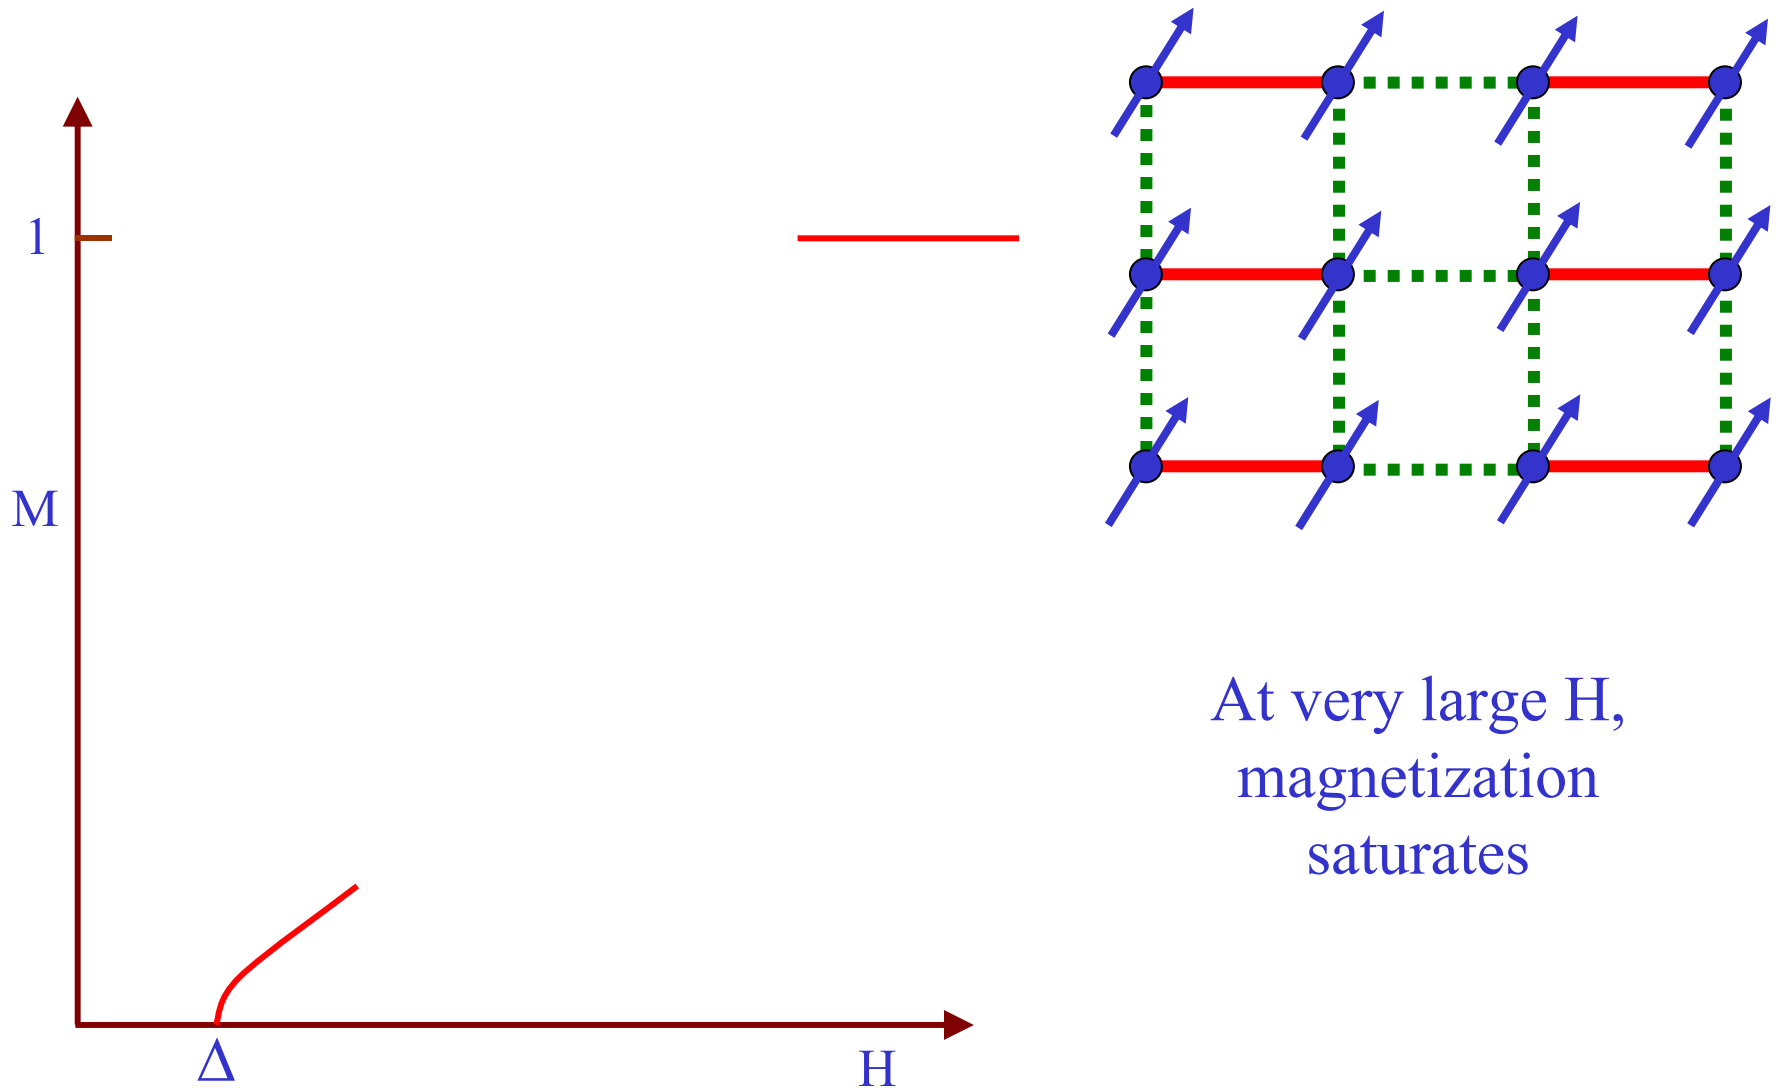 1
M
Δ
H
At very large H,
magnetization
saturates